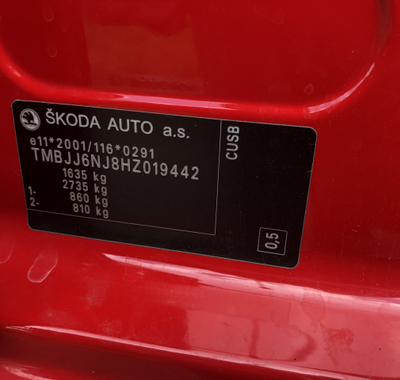 ŠKODA AUTO a.s.
e11*2001/116*0291
TMBJJ6NJ8HZ019442
1635 kg
2735 kg
1- 860 kg
2- 810 kg
CUSB
0,5